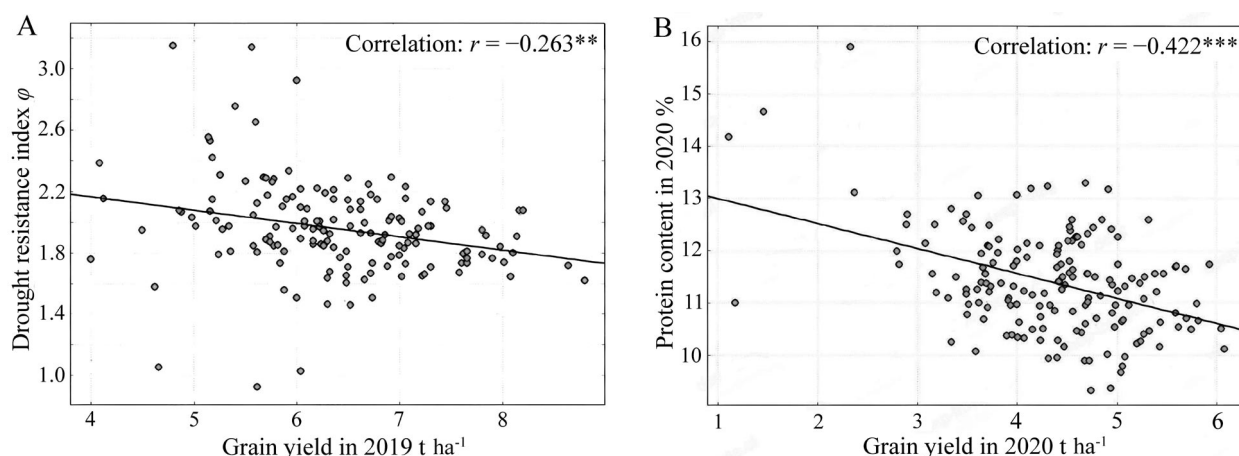 A
Correlation: r = −0.263**
Drought resistance index φ
3.0
2.6
2.2
1.8
1.4
1.0
4 5 6 7 8
Grain yield in 2019 t ha-1
B
Correlation: r = −0.422***
Protein content in 2020 %
16
15
14
13
12
11
10
1 2 3 4 5 6
Grain yield in 2020 t ha-1